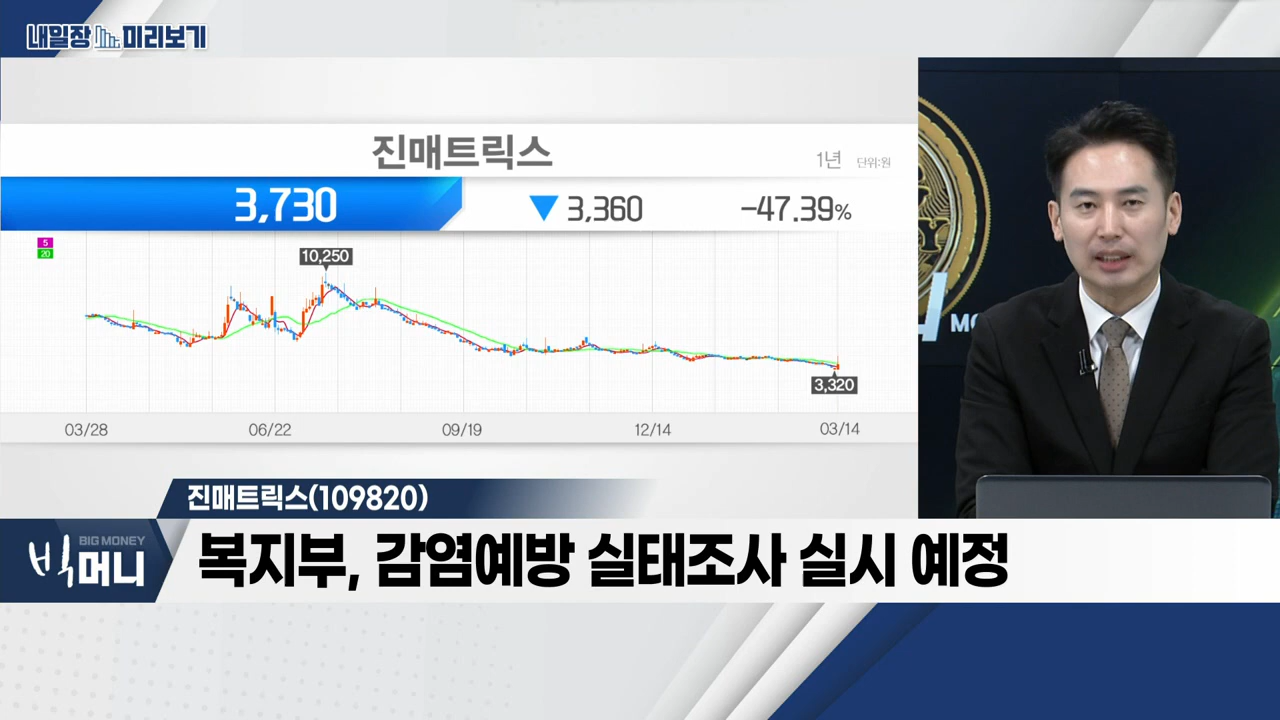 내일장 미리보기
진매트릭스
1년 단위:원
3,730 ▼ 3,360 -47.39%
5
20
10,250
3,320
03/28 06/22 09/19 12/14 03/14
진매트릭스(109820)
BIG MONEY
빅머니
복지부, 감염예방 실태조사 실시 예정